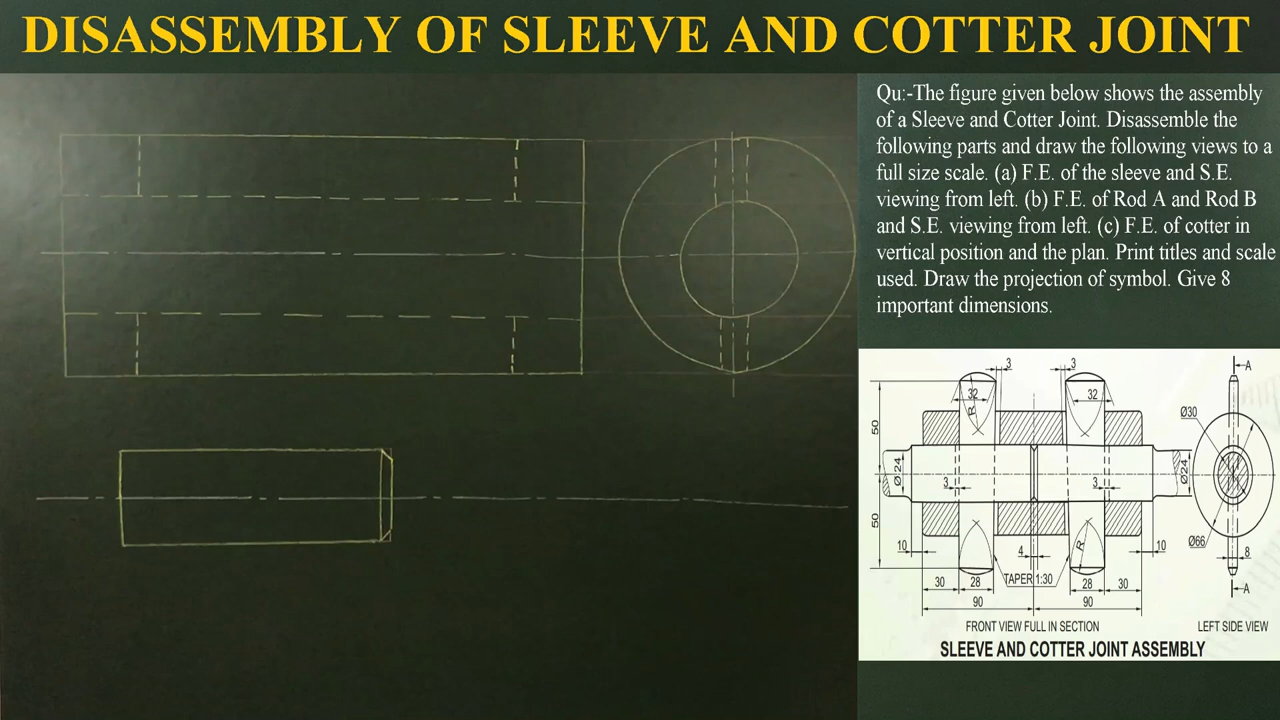 DISASSEMBLY OF SLEEVE AND COTTER JOINT
Qu:-The figure given below shows the assembly
of a Sleeve and Cotter Joint. Disassemble the
following parts and draw the following views to a
full size scale. (a) F.E. of the sleeve and S.E.
viewing from left. (b) F.E. of Rod A and Rod B
and S.E. viewing from left. (c) F.E. of cotter in
vertical position and the plan. Print titles and scale
used. Draw the projection of symbol. Give 8
important dimensions.
3 3 A
32 32 Ø30
R
50
Ø24 Ø24
3 3
50
R Ø66
10 4 10 8
TAPER 1:30
30 28 28 30 A
90 90
FRONT VIEW FULL IN SECTION LEFT SIDE VIEW
SLEEVE AND COTTER JOINT ASSEMBLY